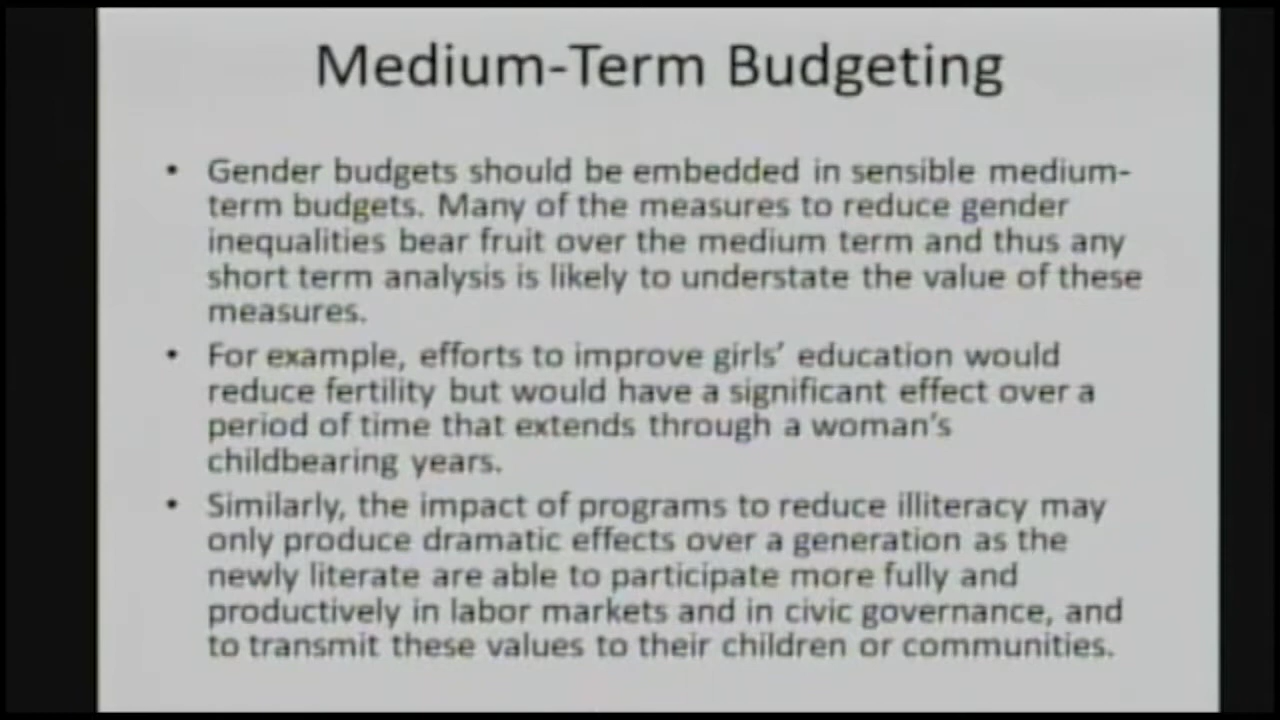 Medium-Term Budgeting
• Gender budgets should be embedded in sensible medium-
term budgets. Many of the measures to reduce gender
inequalities bear fruit over the medium term and thus any
short term analysis is likely to understate the value of these
measures.
• For example, efforts to improve girls’ education would
reduce fertility but would have a significant effect over a
period of time that extends through a woman’s
childbearing years.
• Similarly, the impact of programs to reduce illiteracy may
only produce dramatic effects over a generation as the
newly literate are able to participate more fully and
productively in labor markets and in civic governance, and
to transmit these values to their children or communities.